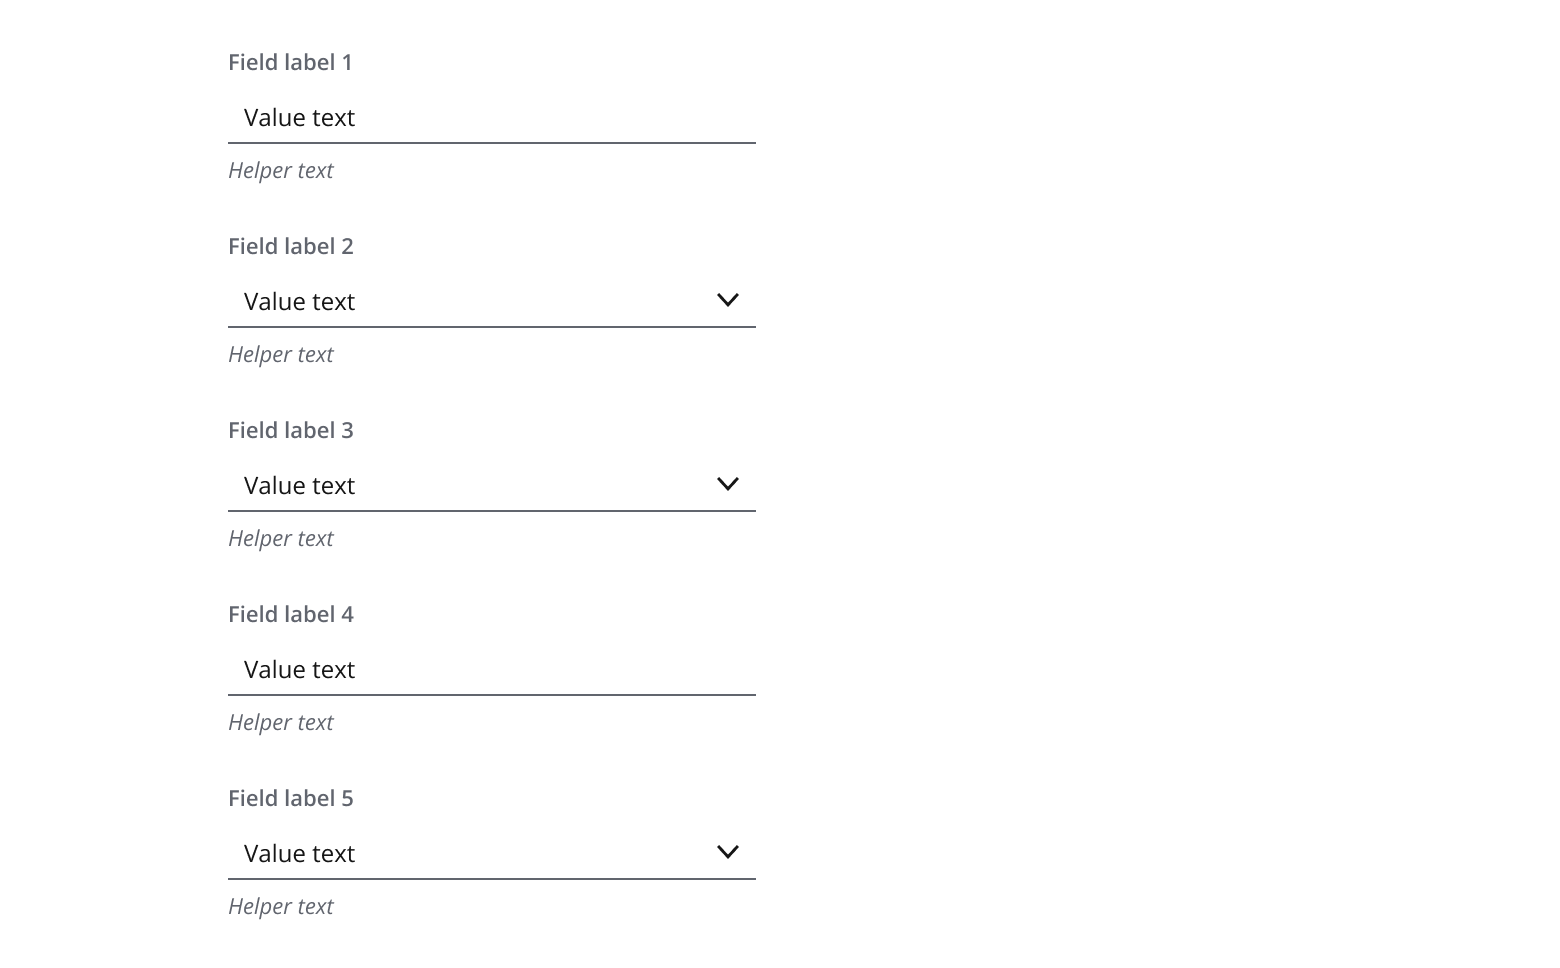 Field label 1
Value text
Helper text
Field label 2
Value text
Helper text
Field label 3
Value text
Helper text
Field label 4
Value text
Helper text
Field label 5
Value text
Helper text